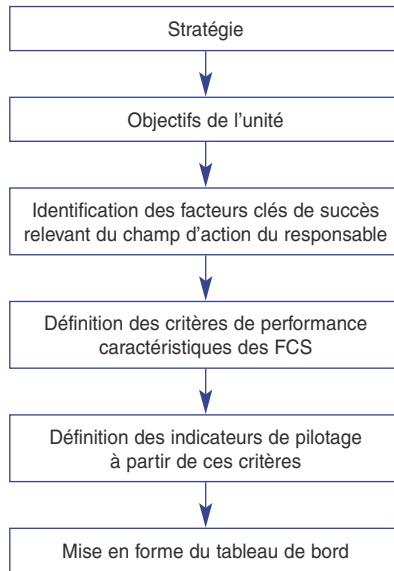 Stratégie
Objectifs de l’unité
Identification des facteurs clés de succès
relevant du champ d’action du responsable
Définition des critères de performance
caractéristiques des FCS
Définition des indicateurs de pilotage
à partir de ces critères
Mise en forme du tableau de bord